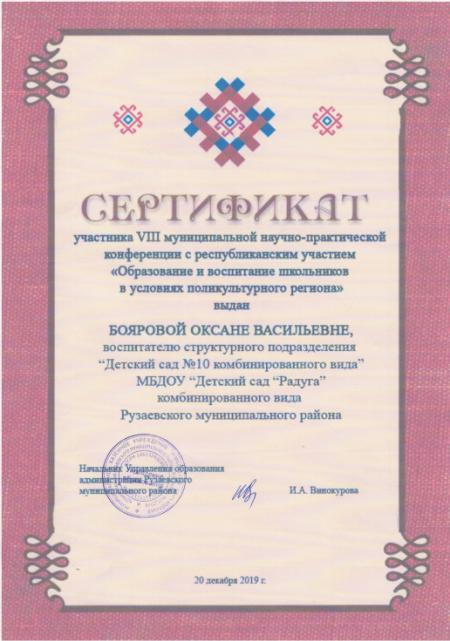 СЕРТИФИКАТ
участника VIII муниципальной научно-практической
конференции с республиканским участием
«Образование и воспитание школьников
в условиях поликультурного региона»
выдан
БОЯРОВОЙ ОКСАНЕ ВАСИЛЬЕВНЕ,
воспитателю структурного подразделения
“Детский сад №10 комбинированного вида”
МБДОУ “Детский сад “Радуга”
комбинированного вида
Рузаевского муниципального района
Начальник Управления образования
администрации Рузаевского
муниципального района
И.А. Винокурова
20 декабря 2019 г.